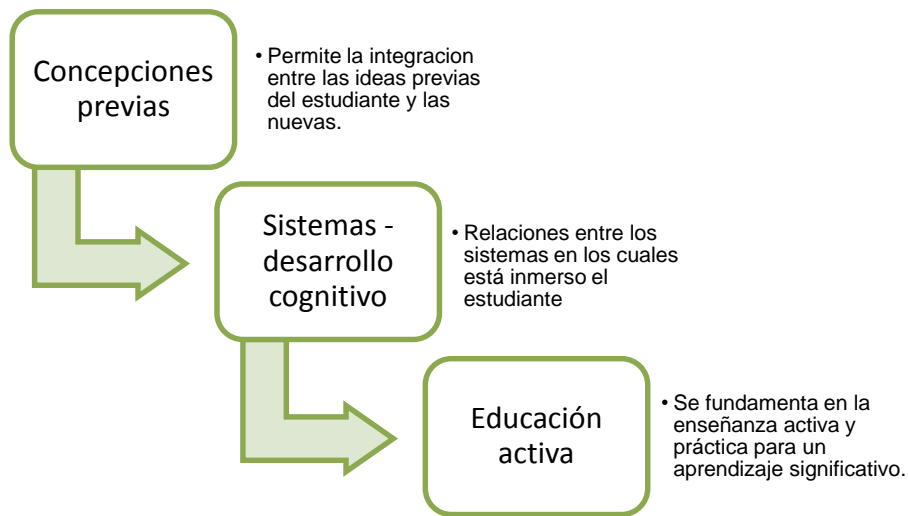 Concepciones
previas
• Permite la integracion
entre las ideas previas
del estudiante y las
nuevas.
Sistemas -
desarrollo
cognitivo
• Relaciones entre los
sistemas en los cuales
está inmerso el
estudiante
Educación
activa
• Se fundamenta en la
enseñanza activa y
práctica para un
aprendizaje significativo.